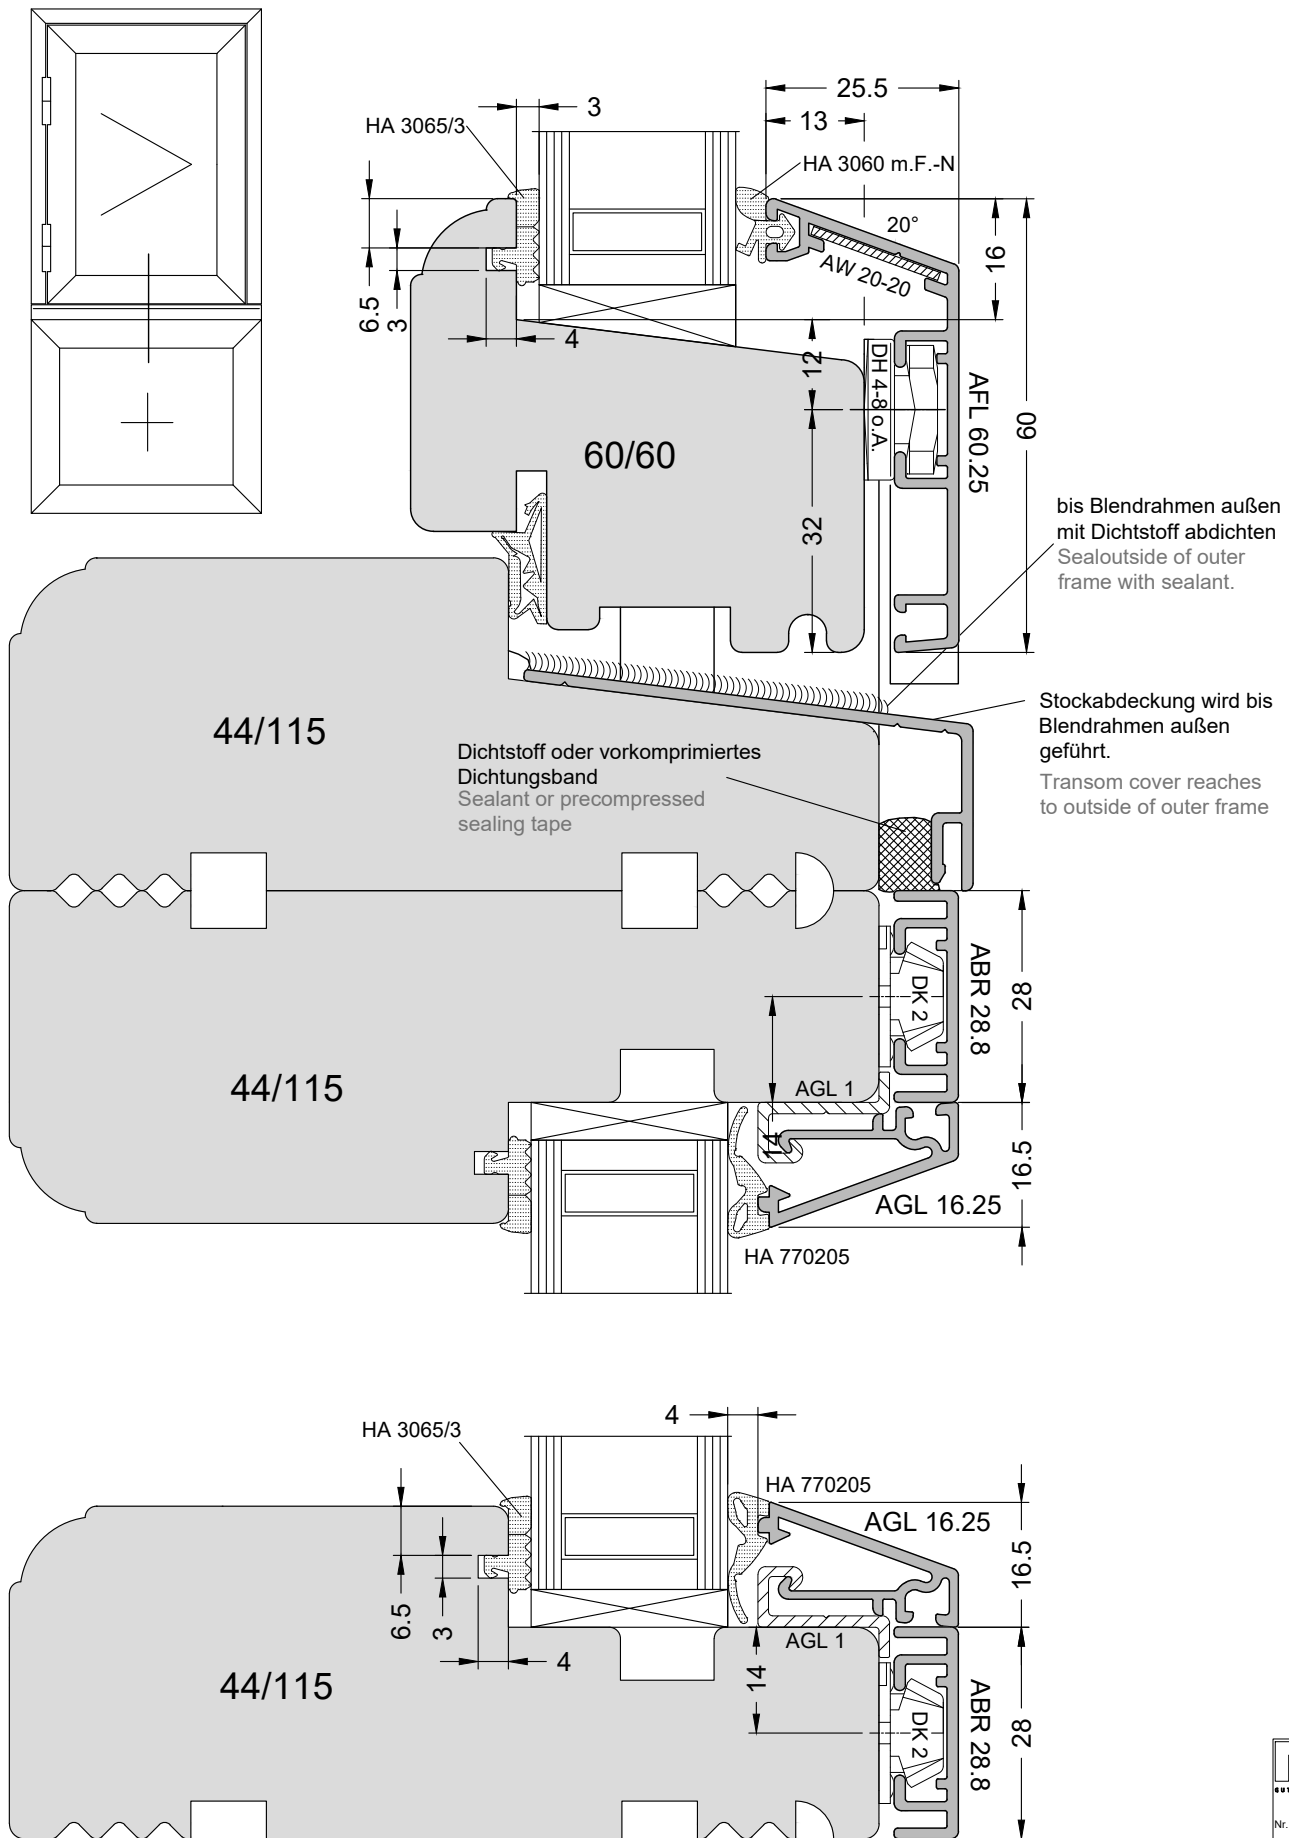 25.5
3
13
HA 3065/3
HA 3060 m.F.-N
20°
16
AW 20-20
6.5
3
4
12
DH 4-8 o.A.
AFL 60.25
60
60/60
32
bis Blendrahmen außen
mit Dichtstoff abdichten
Sealoutside of outer
frame with sealant.
44/115
Stockabdeckung wird bis
Blendrahmen außen
geführt.
Transom cover reaches
to outside of outer frame
Dichtstoff oder vorkomprimiertes
Dichtungsband
Sealant or precompressed
sealing tape
DK 2
ABR 28.8
28
44/115
AGL 1
14
16.5
AGL 16.25
HA 770205
4
HA 3065/3
HA 770205
AGL 16.25
16.5
6.5
3
4
AGL 1
14
44/115
DK 2
ABR 28.8
28
Nr.